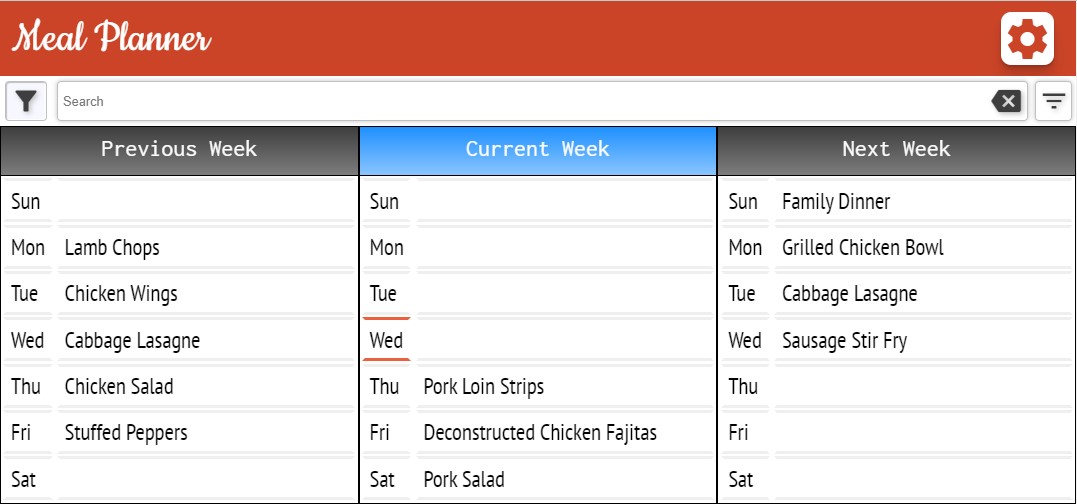 Meal Planner
Search
Previous Week
Sun
Mon Lamb Chops
Tue Chicken Wings
Wed Cabbage Lasagne
Thu Chicken Salad
Fri Stuffed Peppers
Sat
Current Week
Sun
Mon
Tue
Wed
Thu Pork Loin Strips
Fri Deconstructed Chicken Fajitas
Sat Pork Salad
Next Week
Sun Family Dinner
Mon Grilled Chicken Bowl
Tue Cabbage Lasagne
Wed Sausage Stir Fry
Thu
Fri
Sat